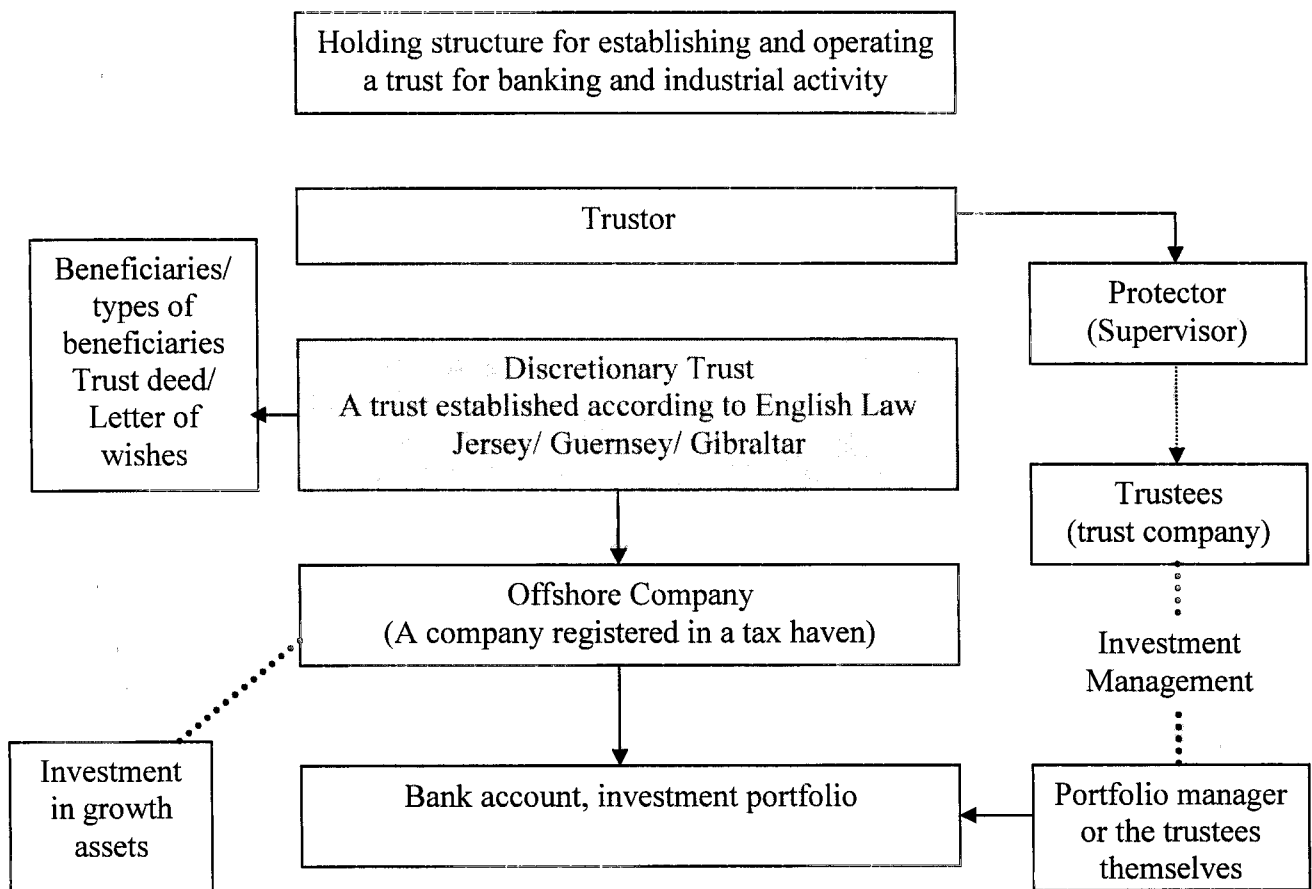 Holding structure for establishing and operating
a trust for banking and industrial activity
Trustor
Beneficiaries/
types of
beneficiaries
Trust deed/
Letter of
wishes
Protector
(Supervisor)
Discretionary Trust
A trust established according to English Law
Jersey/ Guernsey/ Gibraltar
Trustees
(trust company)
Offshore Company
(A company registered in a tax haven)
Investment
Management
Investment
in growth
assets
Bank account, investment portfolio
Portfolio manager
or the trustees
themselves